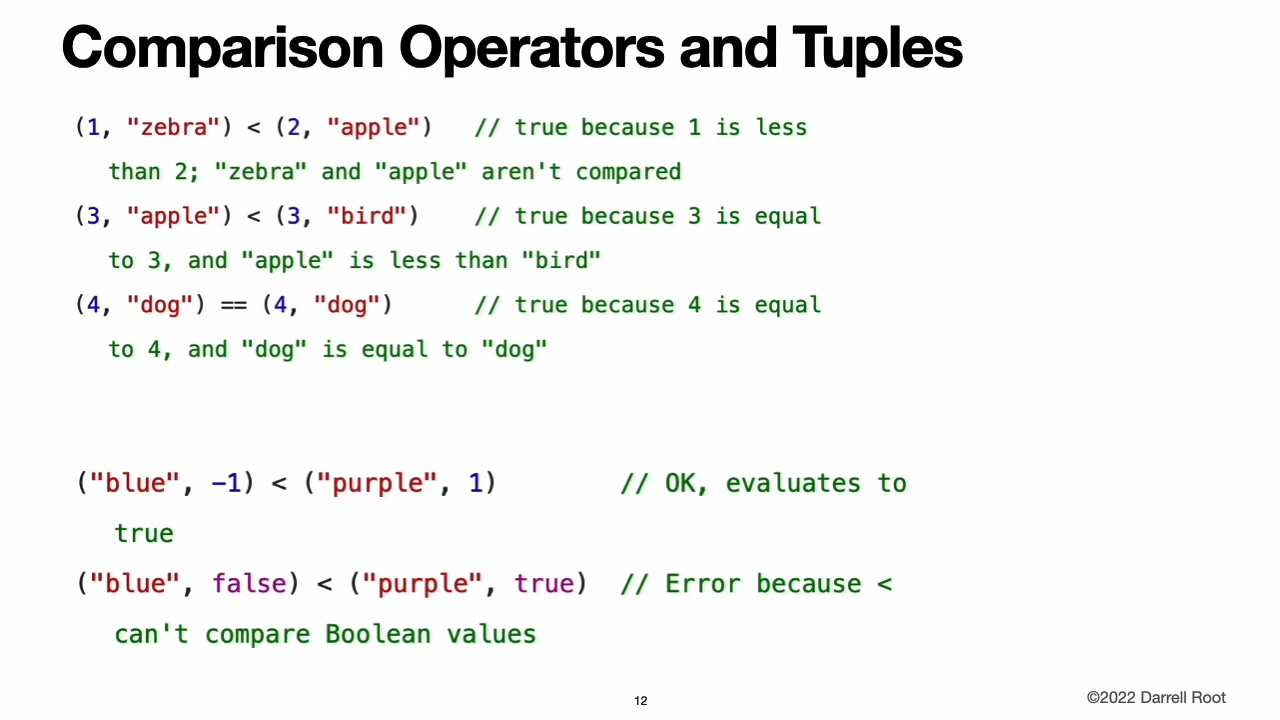 Comparison Operators and Tuples
(1, "zebra") < (2, "apple")   // true because 1 is less
than 2; "zebra" and "apple" aren't compared
(3, "apple") < (3, "bird")    // true because 3 is equal
to 3, and "apple" is less than "bird"
(4, "dog") == (4, "dog")      // true because 4 is equal
to 4, and "dog" is equal to "dog"
("blue", -1) < ("purple", 1)        // OK, evaluates to
true
("blue", false) < ("purple", true)  // Error because <
can't compare Boolean values
12
©2022 Darrell Root